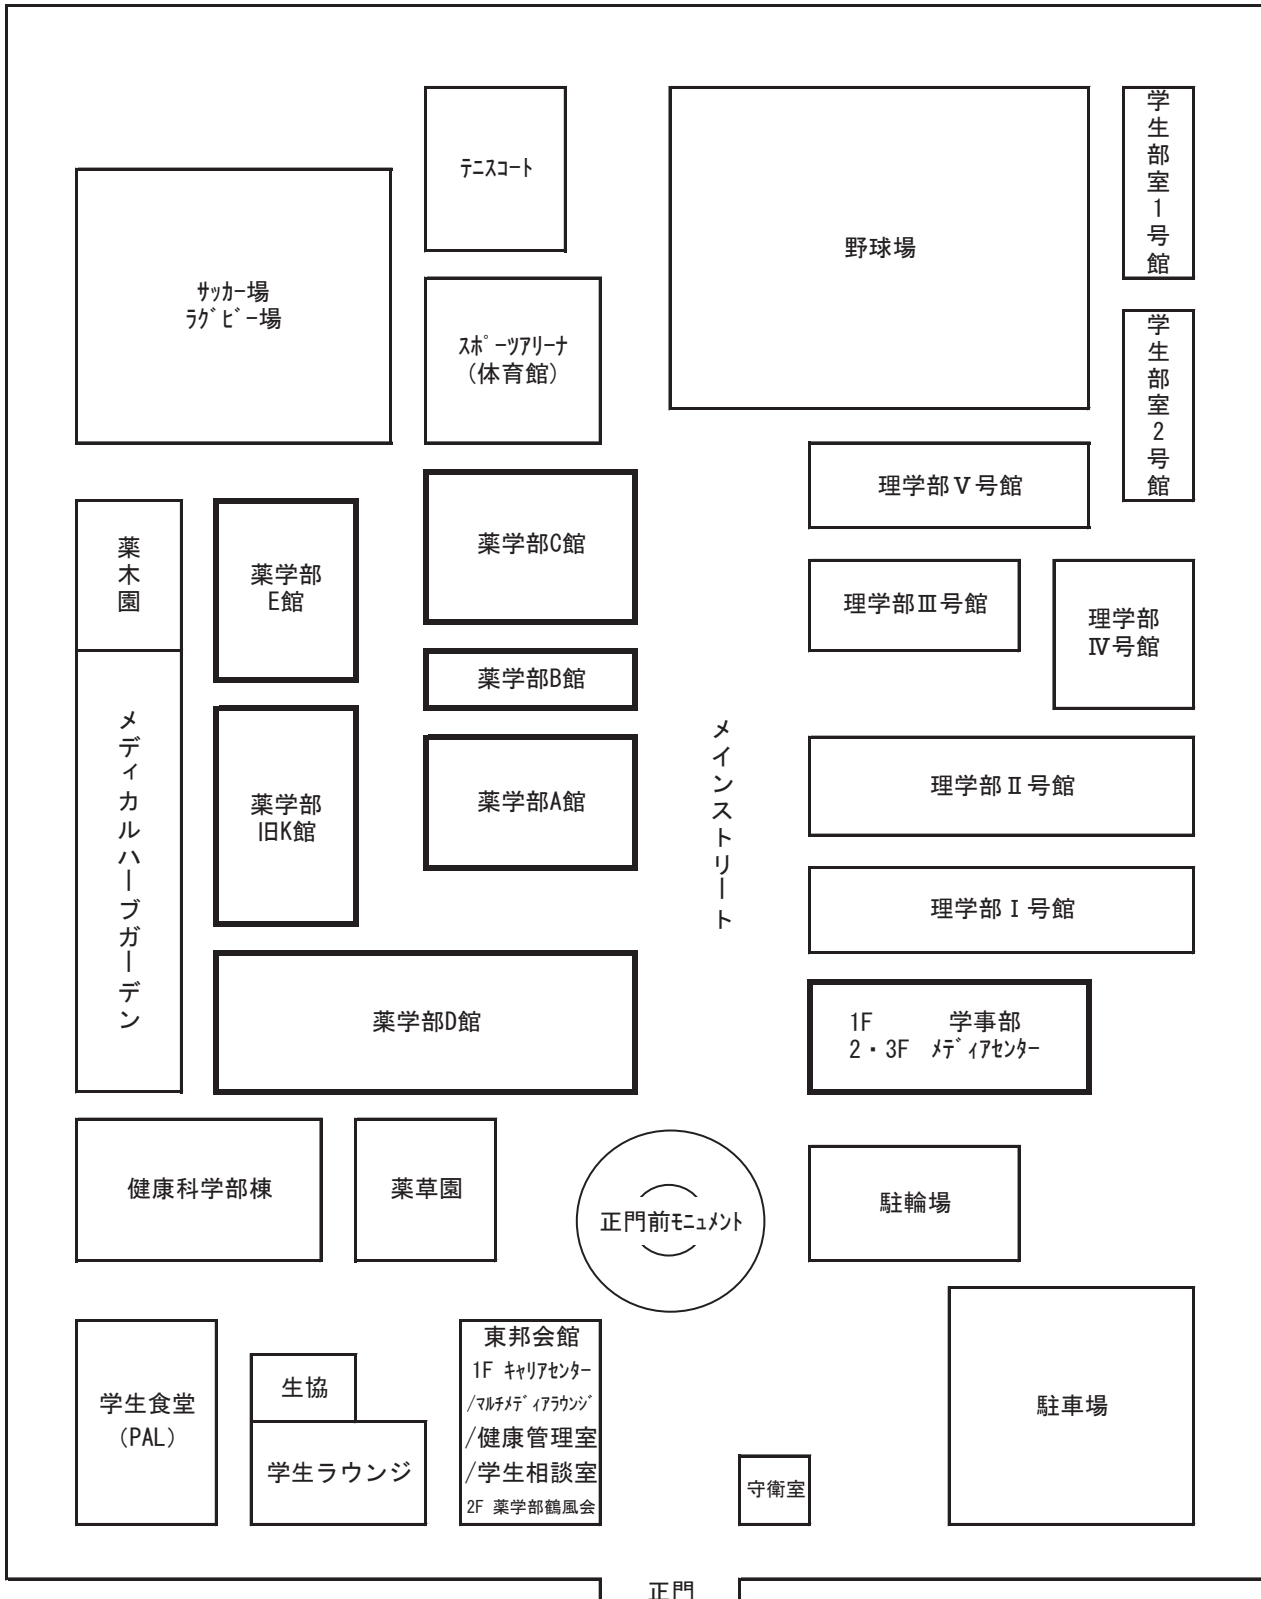 テニスコート
サッカー場
ラグビー場
スポーツアリーナ
(体育館)
野球場
学生部室1号館
学生部室2号館
薬木園
薬学部
E館
薬学部C館
理学部Ⅴ号館
理学部Ⅲ号館
理学部
Ⅳ号館
薬学部B館
メディカルハーブガーデン
薬学部
旧K館
薬学部A館
メインストリート
理学部Ⅱ号館
理学部Ⅰ号館
薬学部D館
1F 学事部
2・3F メディアセンター
健康科学部棟
薬草園
正門前モニュメント
駐輪場
学生食堂
(PAL)
生協
学生ラウンジ
東邦会館
1F キャリアセンター
/マルチメディアラウンジ
/健康管理室
/学生相談室
2F 薬学部鶴風会
守衛室
駐車場
正門